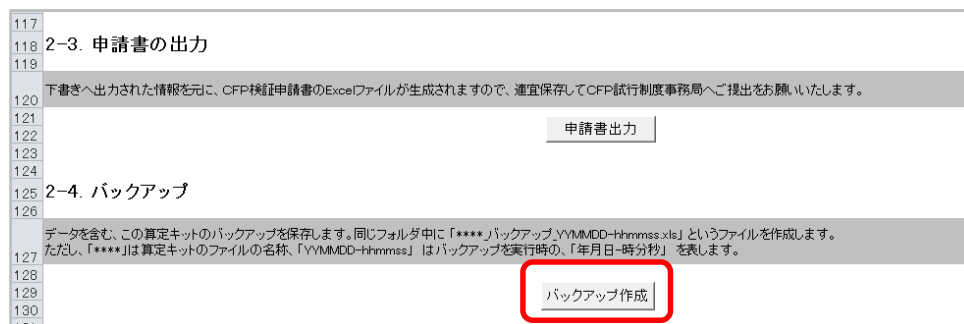 117
118 2-3. 申請書の出力
119
120 下書きへ出力された情報を元に、CFP検証申請書のExcelファイルが生成されますので、適宜保存してCFP試行制度事務局へご提出をお願いいたします。
121
122 申請書出力
123
124
125 2-4. バックアップ
126
データを含む、この算定キットのバックアップを保存します。同じフォルダ中に「****_バックアップ_YYMMDD-hhmmss.xls」というファイルを作成します。
127 ただし、「****」は算定キットのファイルの名称、「YYMMDD-hhmmss」はバックアップを実行時の、「年月日-時分秒」を表します。
128
129 バックアップ作成
130